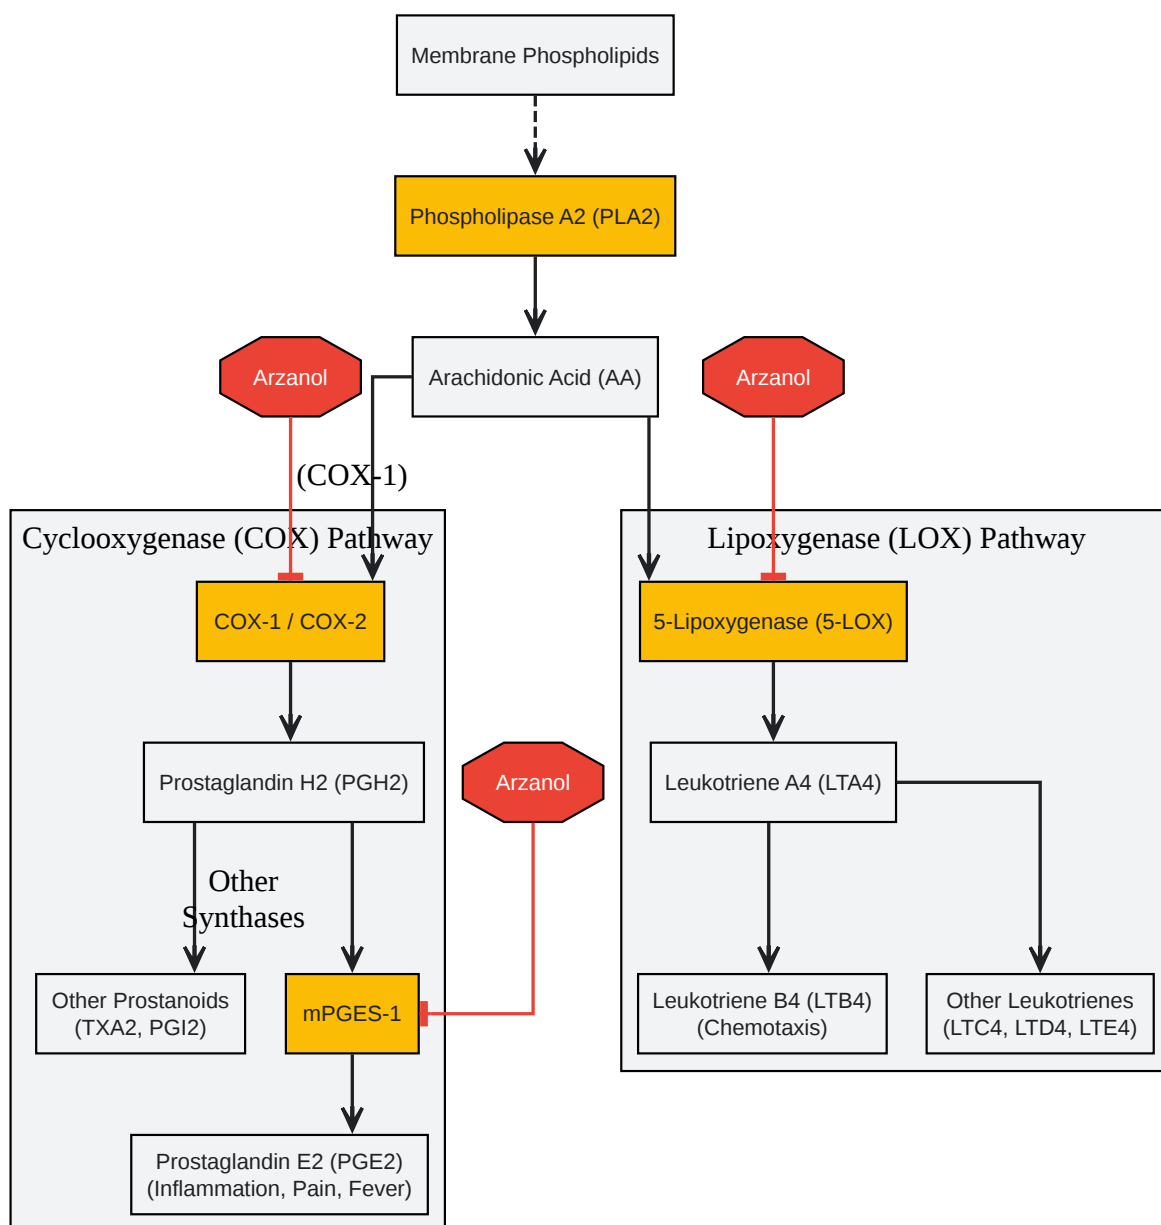 Membrane Phospholipids
Phospholipase A2 (PLA2)
Arzanol
Arachidonic Acid (AA)
Arzanol
(COX-1)
Cyclooxygenase (COX) Pathway
Lipoxygenase (LOX) Pathway
COX-1 / COX-2
5-Lipoxygenase (5-LOX)
Prostaglandin H2 (PGH2)
Arzanol
Leukotriene A4 (LTA4)
Other
Synthases
Other Prostanoids
(TXA2, PGI2)
mPGES-1
Leukotriene B4 (LTB4)
(Chemotaxis)
Other Leukotrienes
(LTC4, LTD4, LTE4)
Prostaglandin E2 (PGE2)
(Inflammation, Pain, Fever)